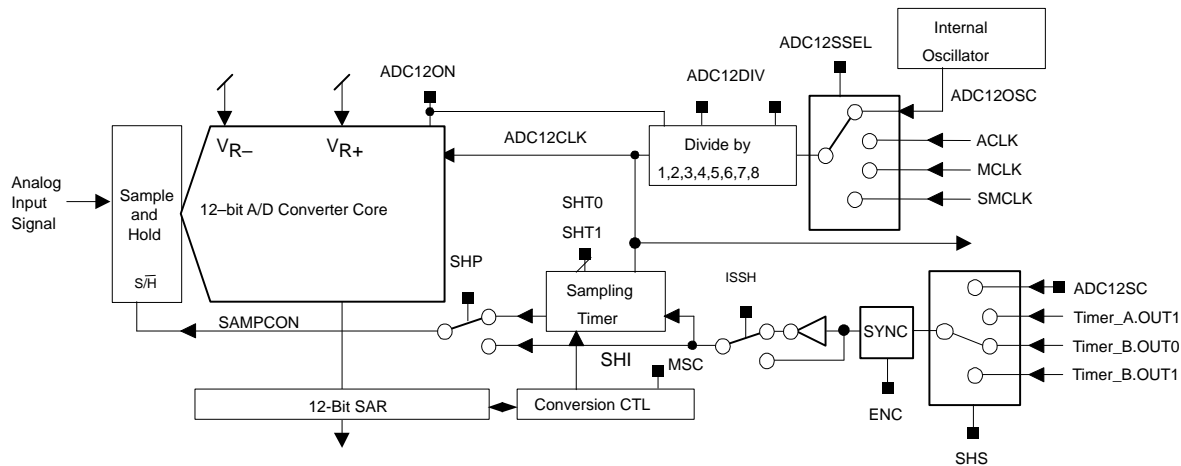 Internal
Oscillator
ADC12SSEL
ADC12ON
ADC12DIV
ADC12OSC
VR–
VR+
ADC12CLK
Divide by
1,2,3,4,5,6,7,8
ACLK
MCLK
SMCLK
Analog
Input
Signal
Sample
and
Hold
S/H̅
12–bit A/D Converter Core
SHT0
SHT1
SHP
Sampling
Timer
ISSH
SAMPCON
SHI
SYNC
ADC12SC
Timer_A.OUT1
Timer_B.OUT0
Timer_B.OUT1
MSC
12-Bit SAR
Conversion CTL
ENC
SHS